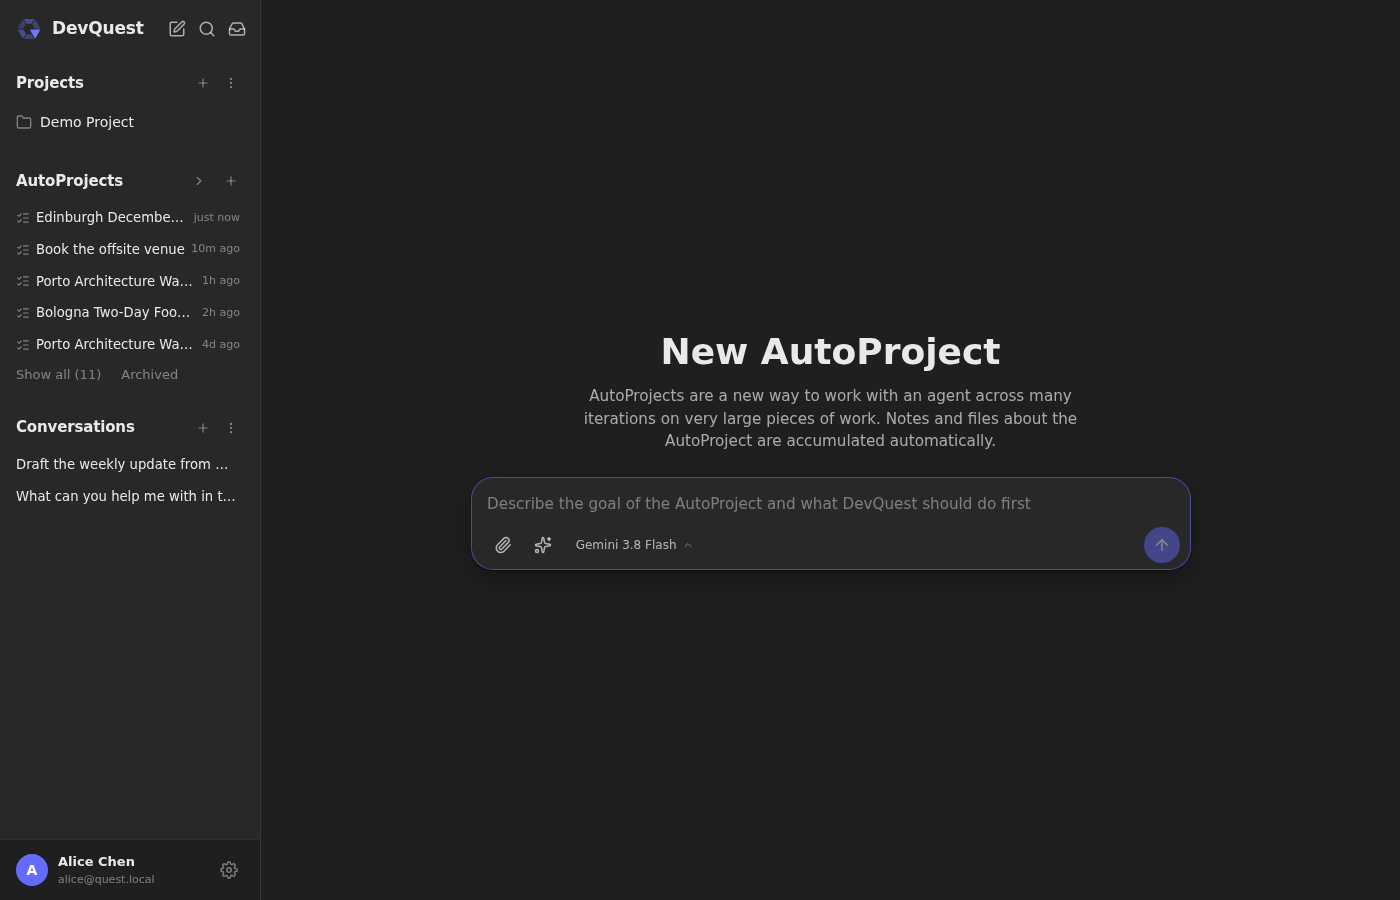 DevQuest
Projects
Demo Project
AutoProjects
Edinburgh Decembe... just now
Book the offsite venue 10m ago
Porto Architecture Wa... 1h ago
Bologna Two-Day Foo... 2h ago
Porto Architecture Wa... 4d ago
Show all (11) Archived
Conversations
Draft the weekly update from ...
What can you help me with in t...
A
Alice Chen
alice@quest.local
New AutoProject
AutoProjects are a new way to work with an agent across many
iterations on very large pieces of work. Notes and files about the
AutoProject are accumulated automatically.
Describe the goal of the AutoProject and what DevQuest should do first
Gemini 3.8 Flash